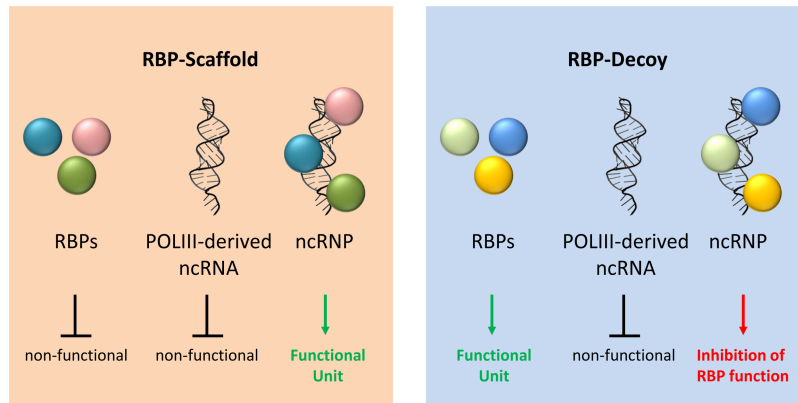 RBP-Scaffold
RBPs
POLIII-derived
ncRNA
ncRNP
non-functional
non-functional
Functional
Unit
RBP-Decoy
RBPs
POLIII-derived
ncRNA
ncRNP
Functional
Unit
non-functional
Inhibition of
RBP function